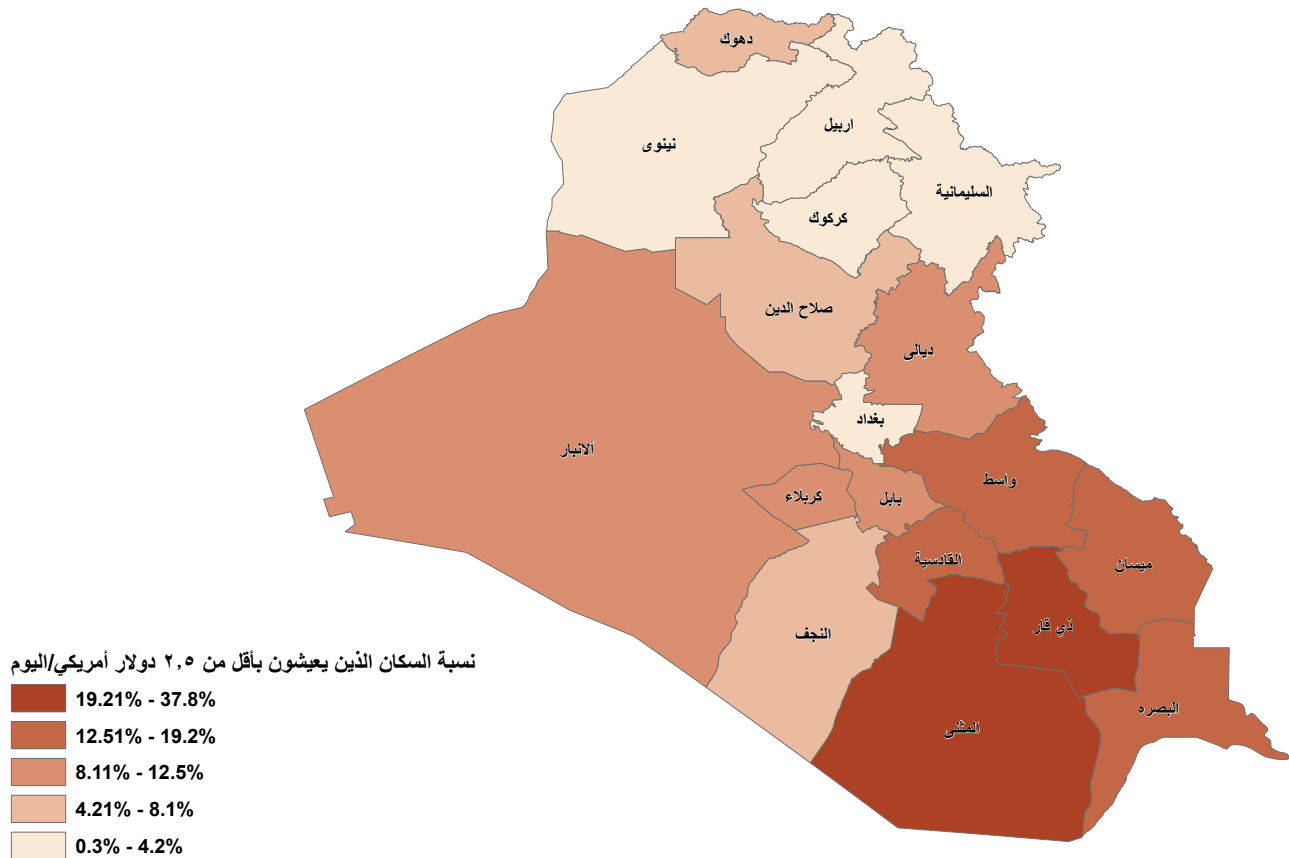 دهوك
اربيل
نينوى
السليمانية
كركوك
صلاح الدين
ديالى
بغداد
ألانبار
واسط
كربلاء
بابل
القادسية
ميسان
ذي قار
النجف
البصره
المثنى
نسبة السكان الذين يعيشون بأقل من ٢,٥ دولار أمريكي/اليوم
19.21% - 37.8%
12.51% - 19.2%
8.11% - 12.5%
4.21% - 8.1%
0.3% - 4.2%